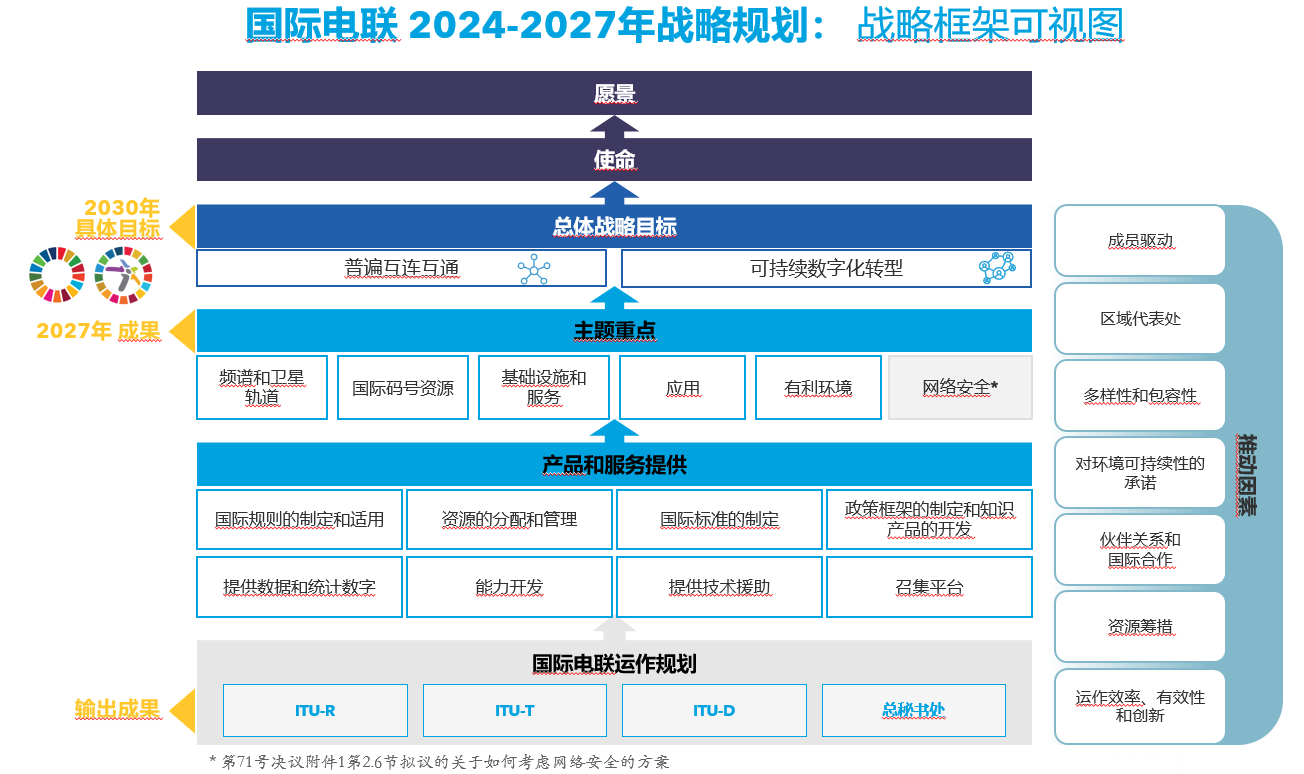 国际电联 2024-2027年战略规划： 战略框架可视图
愿景
使命
2030年
具体目标
总体战略目标
普遍互连互通
可持续数字化转型
2027年 成果
主题重点
频谱和卫星
轨道
国际码号资源
基础设施和
服务
应用
有利环境
网络安全*
产品和服务提供
国际规则的制定和适用
资源的分配和管理
国际标准的制定
政策框架的制定和知识
产品的开发
提供数据和统计数字
能力开发
提供技术援助
召集平台
国际电联运作规划
输出成果
ITU-R
ITU-T
ITU-D
总秘书处
* 第71号决议附件1第2.6节拟议的关于如何考虑网络安全的方案
成员驱动
区域代表处
多样性和包容性
对环境可持续性的
承诺
伙伴关系和
国际合作
资源筹措
运作效率、有效性
和创新
推动因素